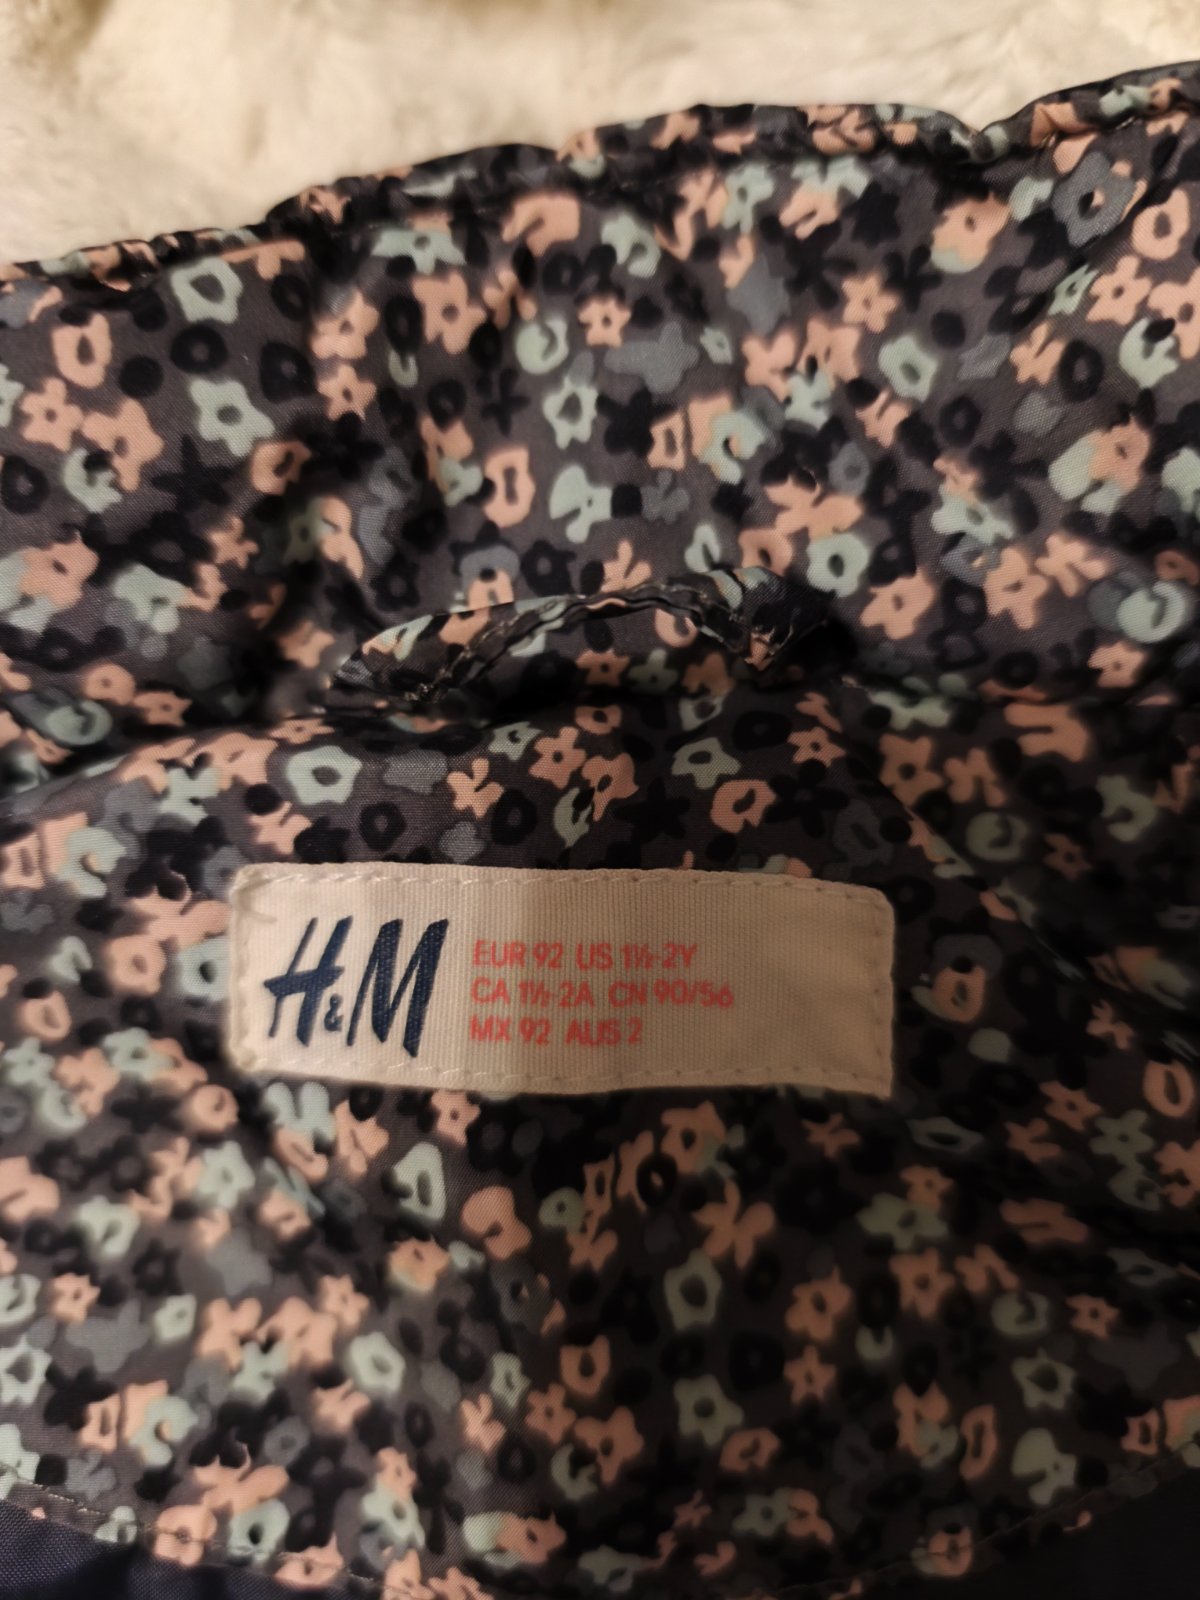 H&M
EUR 92 US 1½-2Y
CA 1½-2A CN 90/56
MX 92 AUS 2